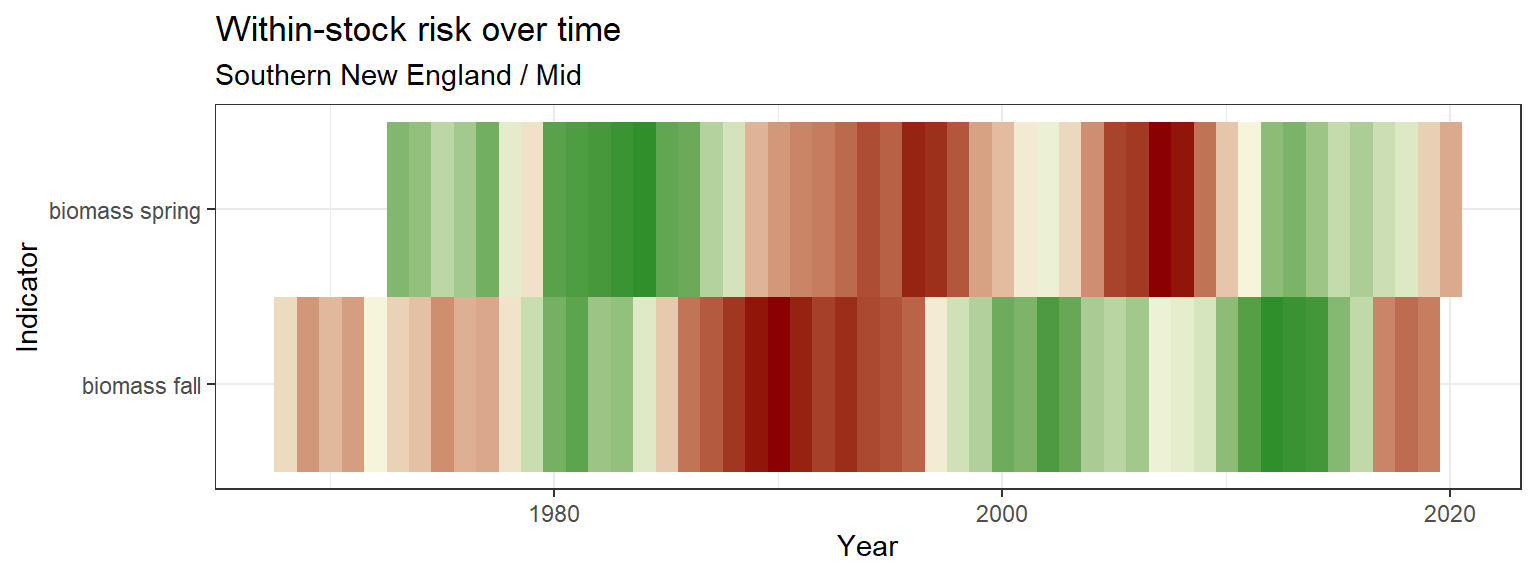 Within-stock risk over time
Southern New England / Mid
biomass spring
biomass fall
Indicator
1980
2000
2020
Year